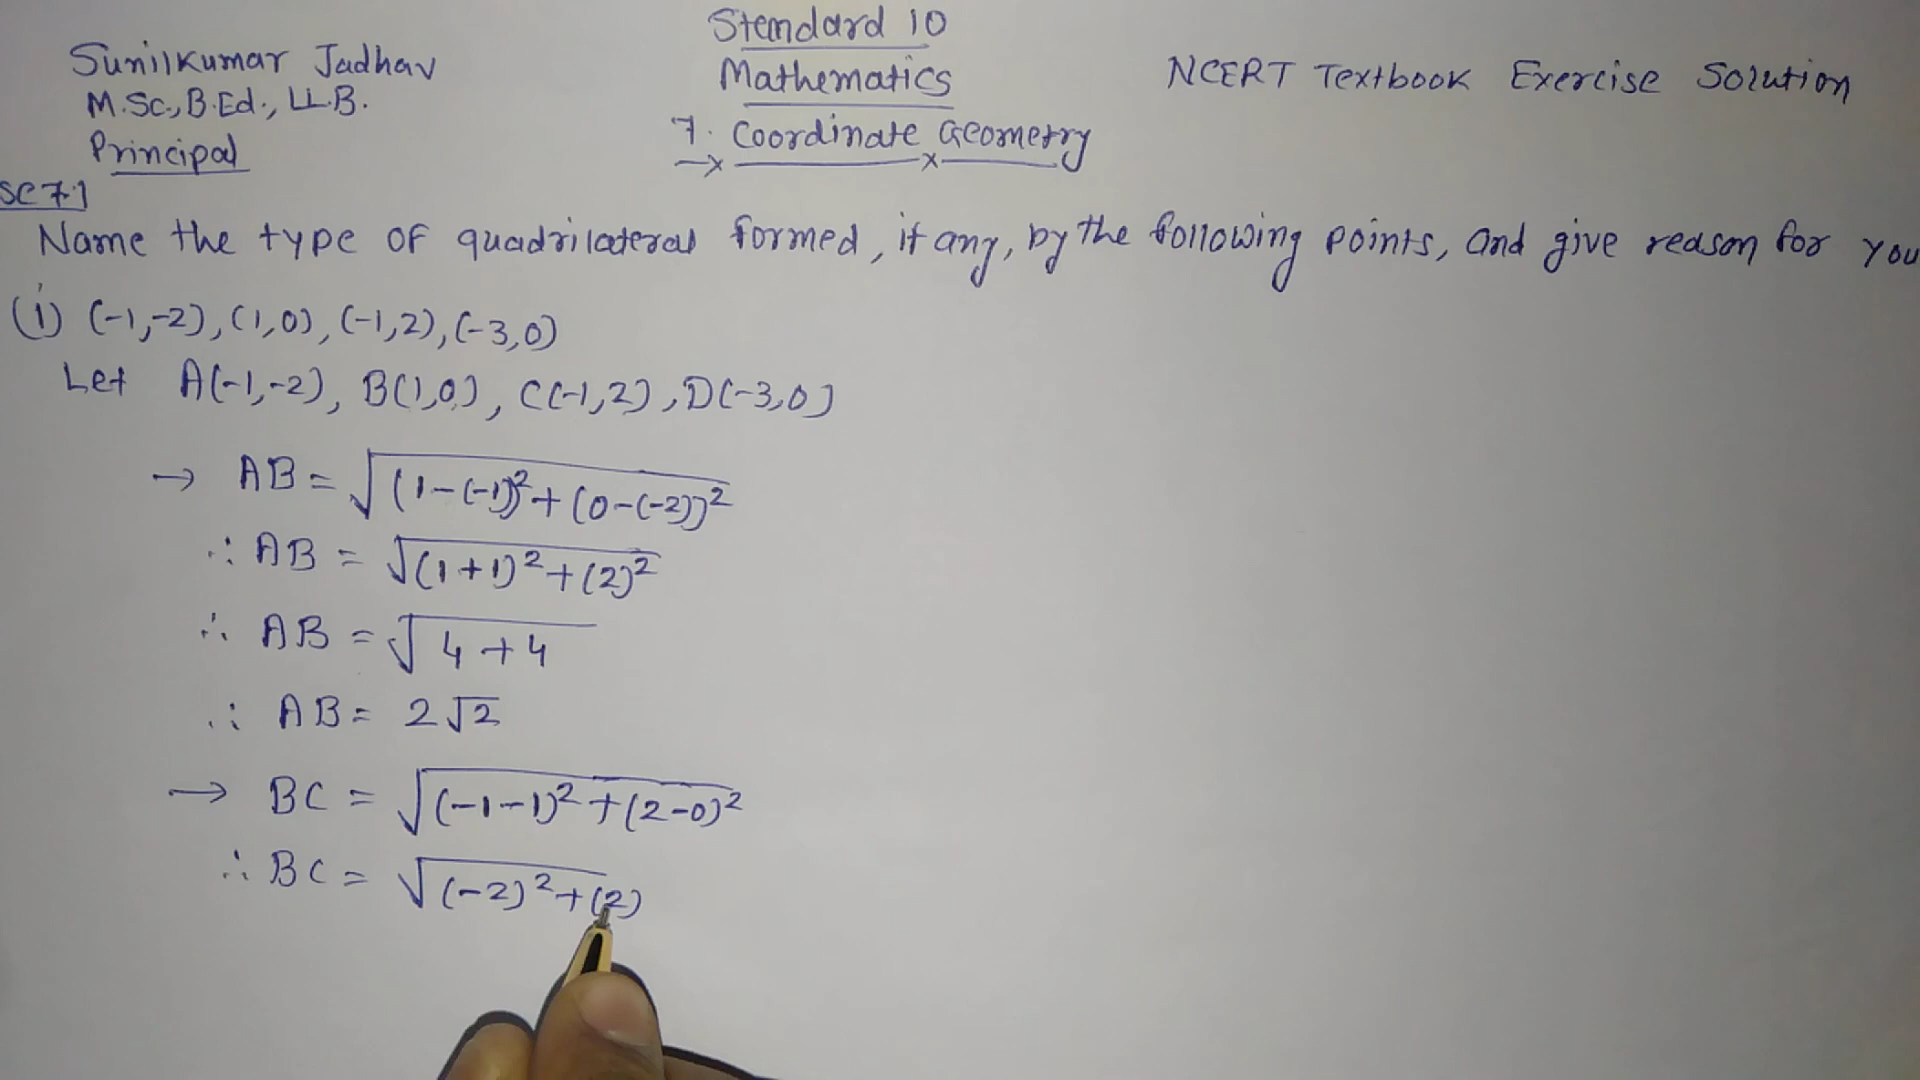 Standard 10
Sunilkumar Jadhav
Mathematics
NCERT Textbook Exercise Solution
M.Sc., B.Ed., LL.B.
7. Coordinate Geometry
Principal
SC 7.1
Name the type of quadrilateral formed, if any, by the following points, and give reason for you
(i) (-1,-2), (1,0), (-1,2), (-3,0)
Let A(-1,-2), B(1,0), C(-1,2), D(-3,0)
→ AB = √(1-(-1))²+(0-(-2))²
∴ AB = √(1+1)²+(2)²
∴ AB = √4+4
∴ AB = 2√2
→ BC = √(-1-1)²+(2-0)²
∴ BC = √(-2)²+(2)